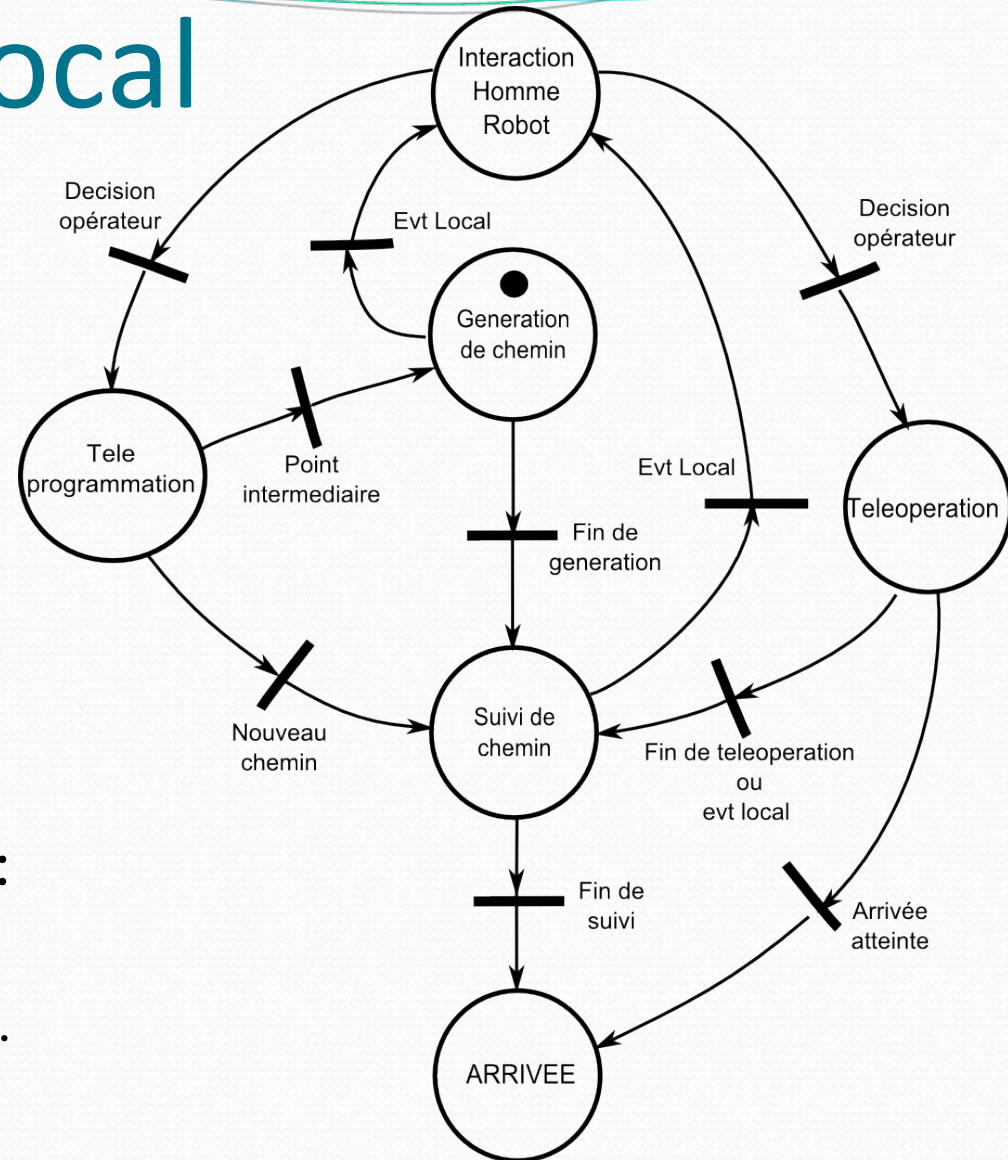 ocal
Interaction
Homme
Robot
Decision
opérateur
Evt Local
Decision
opérateur
Generation
de chemin
Tele
programmation
Point
intermediaire
Evt Local
Teleoperation
Fin de
generation
Nouveau
chemin
Suivi de
chemin
Fin de teleoperation
ou
evt local
:
Fin de
suivi
Arrivée
atteinte
.
ARRIVEE